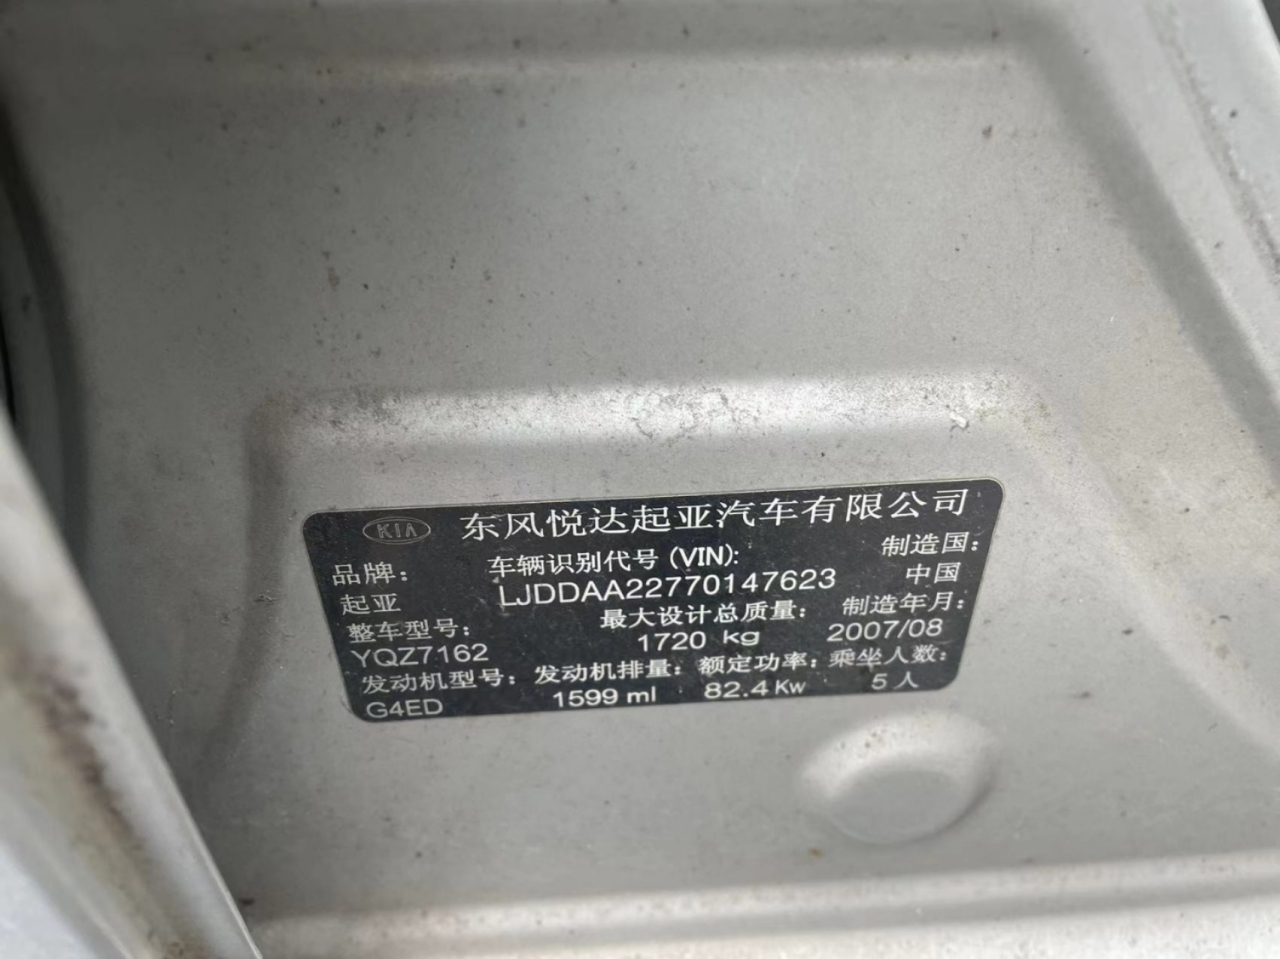 KIA 东风悦达起亚汽车有限公司
品牌: 车辆识别代号 (VIN): 制造国:
起亚 LJDDAA22770147623 中国
整车型号: 最大设计总质量: 制造年月:
YQZ7162 1720 kg 2007/08
发动机型号: 发动机排量: 额定功率: 乘坐人数:
G4ED 1599 ml 82.4 Kw 5 人